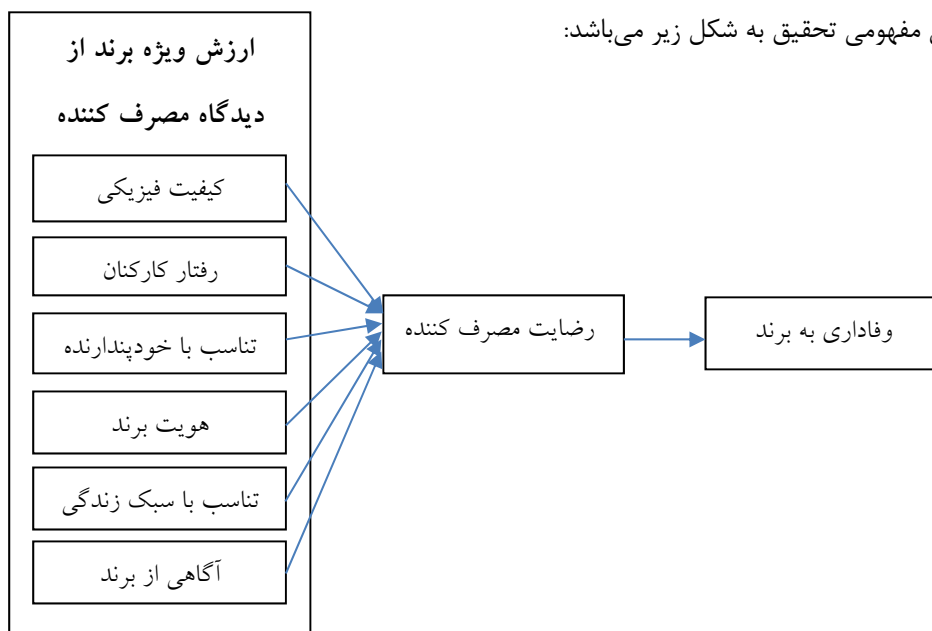 مفهومی تحقیق به شکل زیر می‌باشد:
ارزش ویژه برند از
دیدگاه مصرف کننده
کیفیت فیزیکی
رفتار کارکنان
تناسب با خودپندارنده
هویت برند
تناسب با سبک زندگی
آگاهی از برند
رضایت مصرف کننده
وفاداری به برند